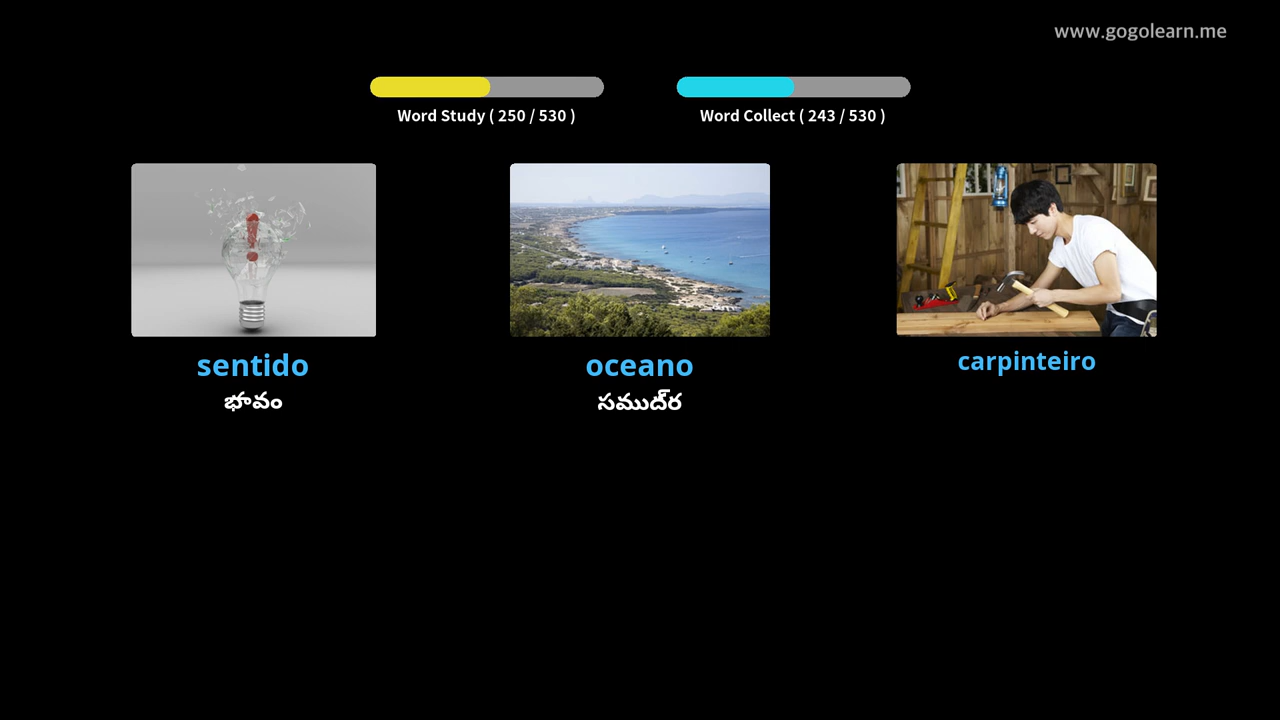 www.gogolearn.me
Word Study ( 250 / 530 )
Word Collect ( 243 / 530 )
sentido
భావం
oceano
సముద్ర
carpinteiro